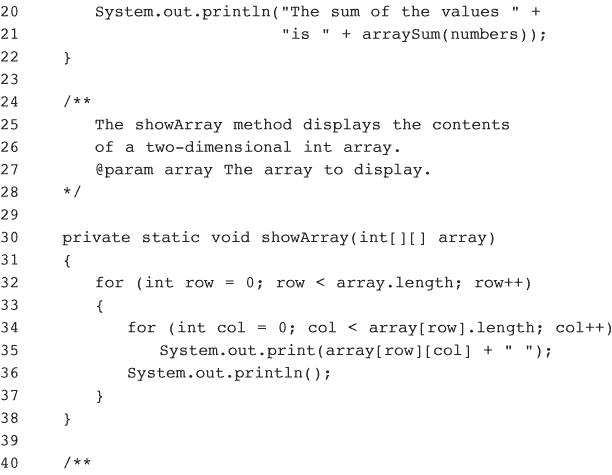 20 System.out.println("The sum of the values " +
21 "is " + arraySum(numbers));
22 }
23
24 /**
25 The showArray method displays the contents
26 of a two-dimensional int array.
27 @param array The array to display.
28 */
29
30 private static void showArray(int[][] array)
31 {
32 for (int row = 0; row < array.length; row++)
33 {
34 for (int col = 0; col < array[row].length; col++)
35 System.out.print(array[row][col] + " ");
36 System.out.println();
37 }
38 }
39
40 /**